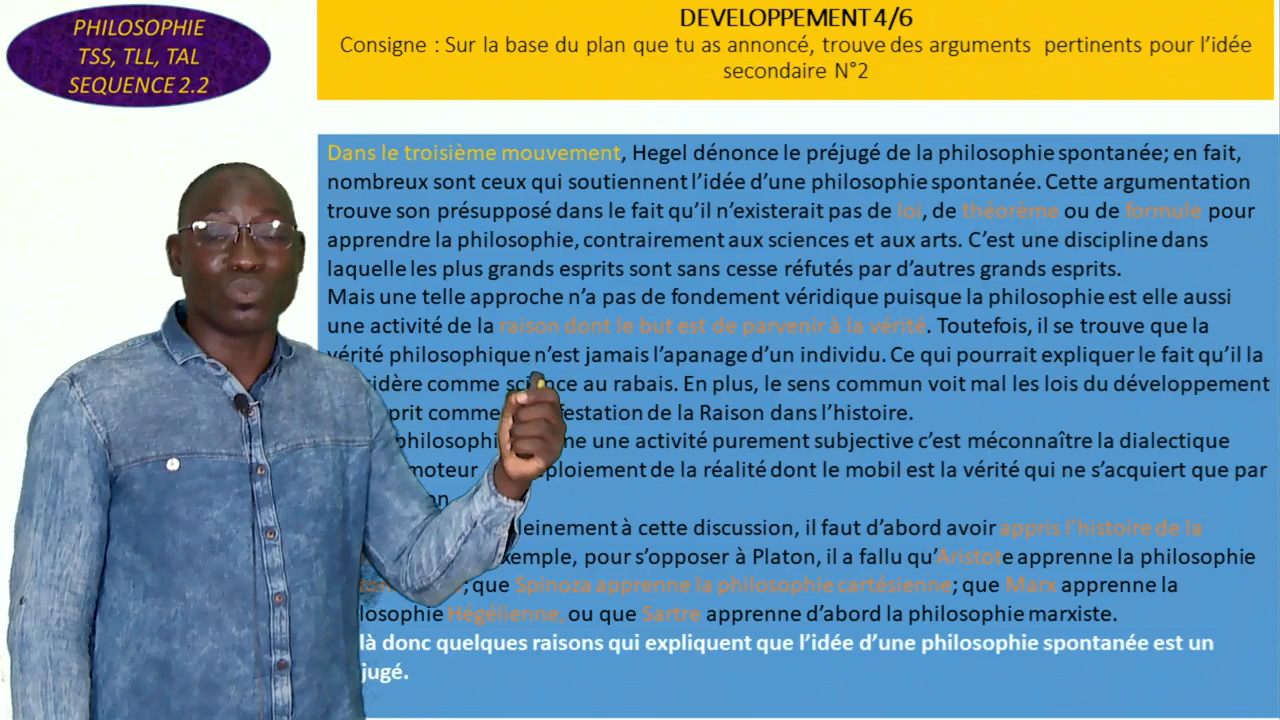 PHILOSOPHIE
TSS, TLL, TAL
SEQUENCE 2.2
DEVELOPPEMENT 4/6
Consigne : Sur la base du plan que tu as annoncé, trouve des arguments pertinents pour l’idée
secondaire N°2
Dans le troisième mouvement, Hegel dénonce le préjugé de la philosophie spontanée; en fait,
nombreux sont ceux qui soutiennent l’idée d’une philosophie spontanée. Cette argumentation
trouve son présupposé dans le fait qu’il n’existerait pas de loi, de théorème ou de formule pour
apprendre la philosophie, contrairement aux sciences et aux arts. C’est une discipline dans
laquelle les plus grands esprits sont sans cesse réfutés par d’autres grands esprits.
Mais une telle approche n’a pas de fondement véridique puisque la philosophie est elle aussi
une activité de la raison dont le but est de parvenir à la vérité. Toutefois, il se trouve que la
vérité philosophique n’est jamais l’apanage d’un individu. Ce qui pourrait expliquer le fait qu’il la
comme science au rabais. En plus, le sens commun voit mal les lois du développement
comme de la Raison dans l’histoire.
une activité purement subjective c’est méconnaître la dialectique
moteur de la réalité dont le mobil est la vérité qui ne s’acquiert que par
à cette discussion, il faut d’abord avoir appris l’histoire de la
pour s’opposer à Platon, il a fallu qu’Aristote apprenne la philosophie
; que Spinoza apprenne la philosophie cartésienne; que Marx apprenne la
Hégélienne, ou que Sartre apprenne d’abord la philosophie marxiste.
donc quelques raisons qui expliquent que l’idée d’une philosophie spontanée est un